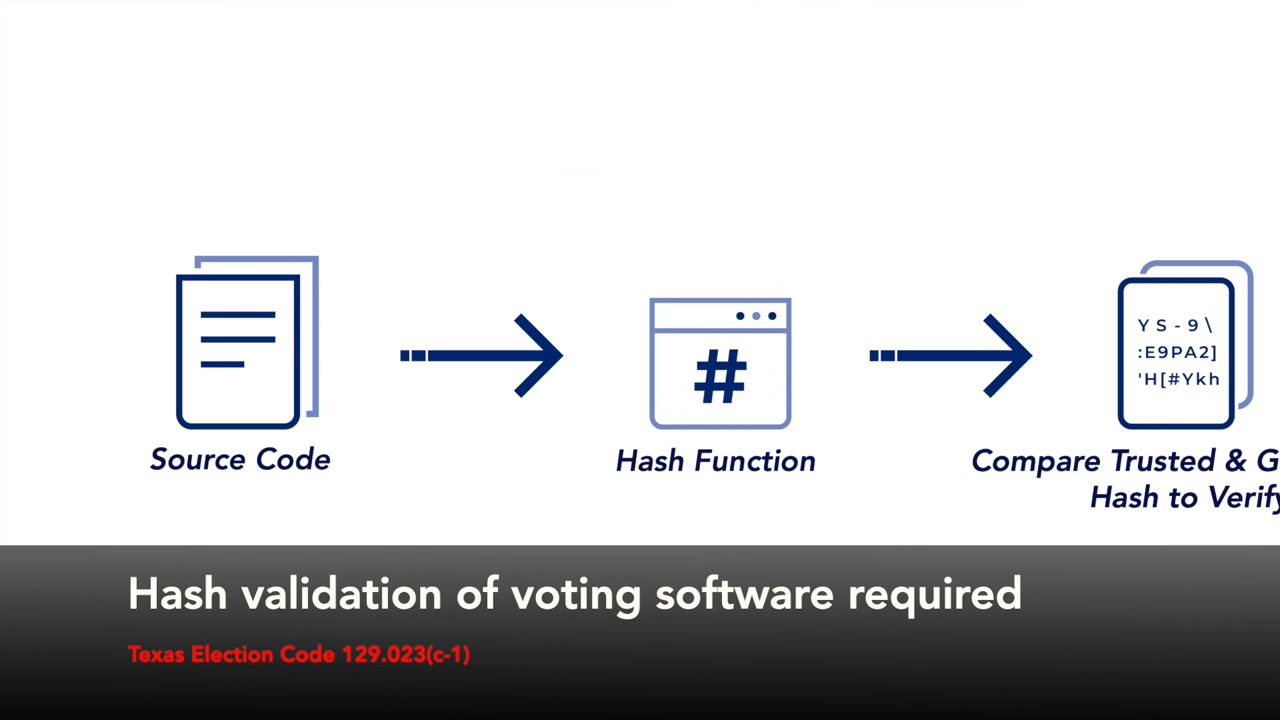 Y S - 9 \
:E9PA2]
'H[#Ykh
#
Source Code
Hash Function
Compare Trusted & G
Hash to Verify
Hash validation of voting software required
Texas Election Code 129.023(c-1)